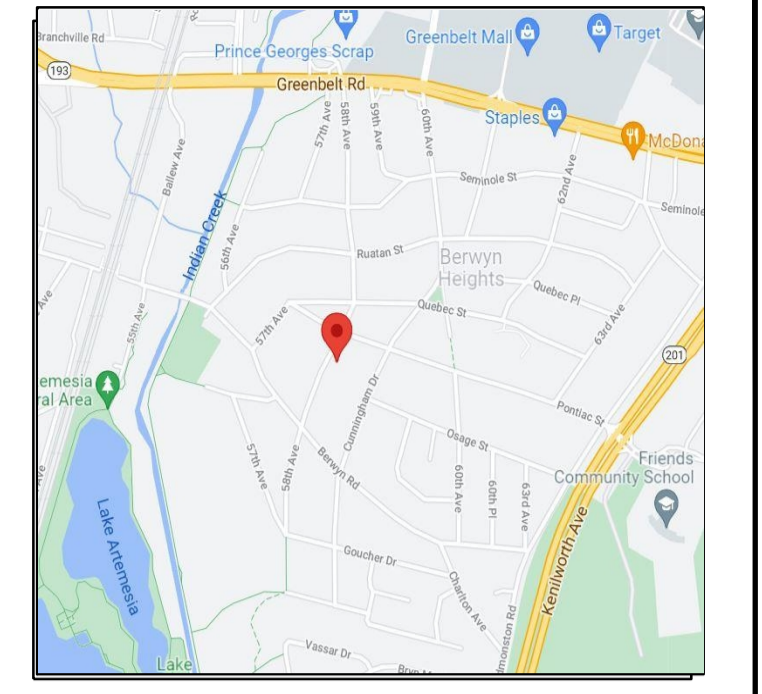 Branchville Rd
193
Prince Georges Scrap
Greenbelt Mall
Target
Greenbelt Rd
Staples
McDona
Ballew Ave
57th Ave
58th Ave
59th Ave
60th Ave
62nd Ave
Seminole St
Seminole
Indian Creek
56th Ave
Ruatan St
Berwyn
Heights
Quebec Pl
Quebec St
63rd Ave
201
55th Ave
Ave
57th Ave
emesia
ral Area
Cunningham Dr
Pontiac St
Osage St
Friends
Community School
57th Ave
58th Ave
Berwyn Rd
60th Ave
60th Pl
63rd Ave
Kenilworth Ave
Lake Artemesia
Goucher Dr
Charlton Ave
dmonston Rd
Vassar Dr
Lake